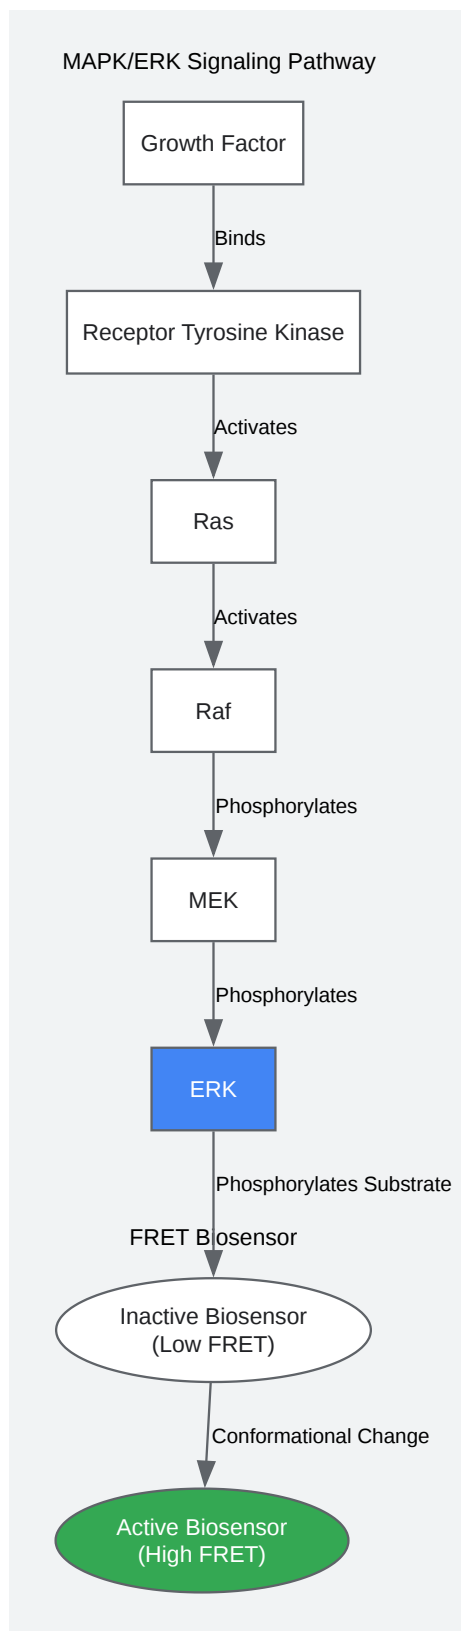 MAPK/ERK Signaling Pathway
Growth Factor
Binds
Receptor Tyrosine Kinase
Activates
Ras
Activates
Raf
Phosphorylates
MEK
Phosphorylates
ERK
Phosphorylates Substrate
FRET Biosensor
Inactive Biosensor
(Low FRET)
Conformational Change
Active Biosensor
(High FRET)